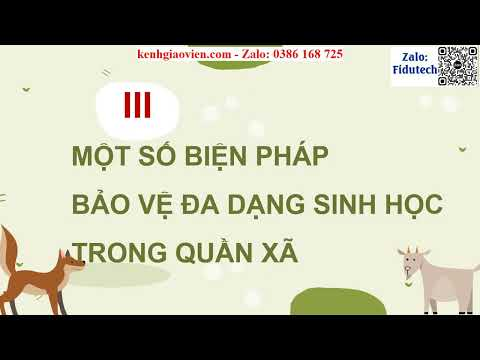 kenhgiaovien.com - Zalo: 0386 168 725
Zalo:
Fidutech
III
MỘT SỐ BIỆN PHÁP
BẢO VỆ ĐA DẠNG SINH HỌC
TRONG QUẦN XÃ